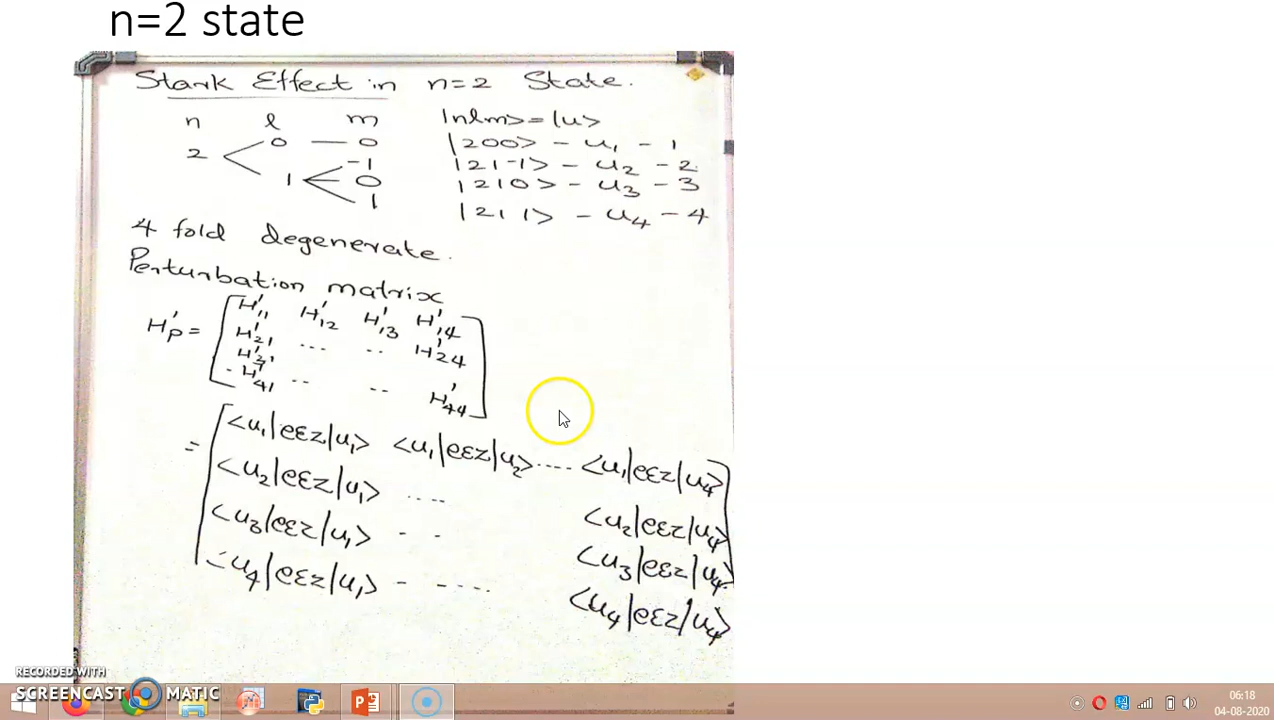 n=2 state
Stark Effect in n=2 State.
n l m |nlm> = |u>
0 — 0 |200> - u₁ - 1
2 -1 |21-1> - u₂ - 2.
1 0 |210> - u₃ - 3
1 |211> - u₄ - 4
4 fold degenerate.
Perturbation matrix
H'p = [ H'₁₁ H'₁₂ H'₁₃ H'₁₄ ]
H'₂₁ ... .. H'₂₄
H'₃₁
H'₄₁ .. .. H'₄₄
= [ <u₁|eεz|u₁> <u₁|eεz|u₂> .... <u₁|eεz|u₄> ]
<u₂|eεz|u₁> .... <u₂|eεz|u₄>
<u₃|eεz|u₁> .. <u₃|eεz|u₄>
<u₄|eεz|u₁> - - .... <u₄|eεz|u₄>
RECORDED WITH
SCREENCAST MATIC
06:18
04-08-2020